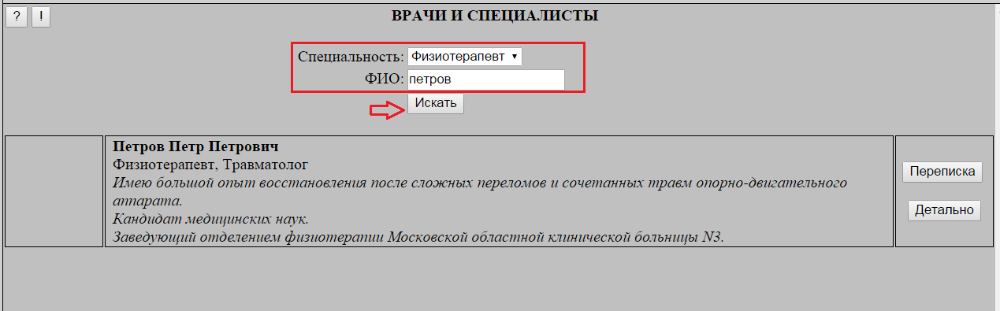 ? !
ВРАЧИ И СПЕЦИАЛИСТЫ
Специальность: Физиотерапевт
ФИО: петров
Искать
Петров Петр Петрович
Физиотерапевт, Травматолог
Имею большой опыт восстановления после сложных переломов и сочетанных травм опорно-двигательного
аппарата.
Кандидат медицинских наук.
Заведующий отделением физиотерапии Московской областной клинической больницы N3.
Переписка
Детально